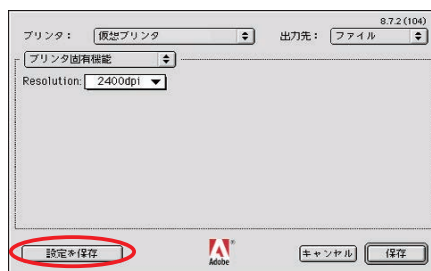 8.7.2 (104)
プリンタ： 仮想プリンタ 出力先： ファイル
プリンタ固有機能
Resolution: 2400dpi
設定を保存 Adobe キャンセル 保存